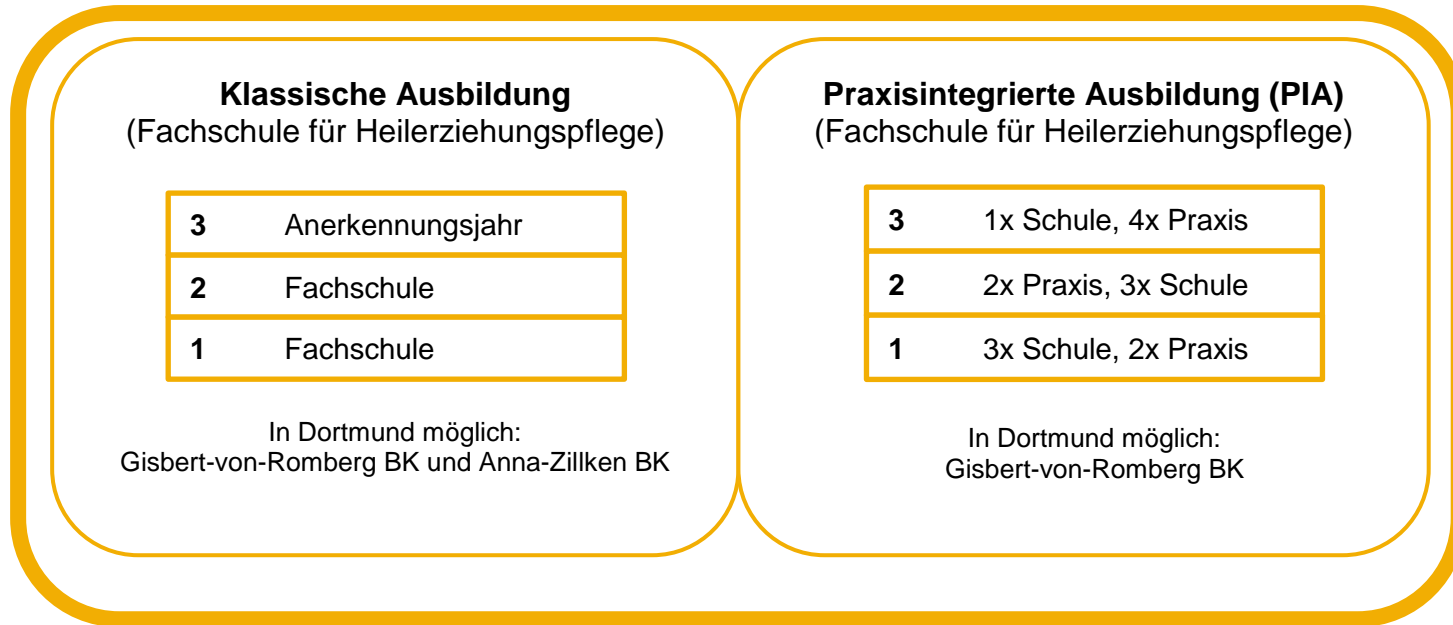 Klassische Ausbildung
(Fachschule für Heilerziehungspflege)
3 Anerkennungsjahr
2 Fachschule
1 Fachschule
In Dortmund möglich:
Gisbert-von-Romberg BK und Anna-Zillken BK
Praxisintegrierte Ausbildung (PIA)
(Fachschule für Heilerziehungspflege)
3 1x Schule, 4x Praxis
2 2x Praxis, 3x Schule
1 3x Schule, 2x Praxis
In Dortmund möglich:
Gisbert-von-Romberg BK